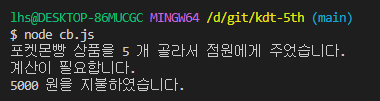 lhs@DESKTOP-86MUCGC MINGW64 /d/git/kdt-5th (main)
$ node cb.js
포켓몬빵 상품을 5 개 골라서 점원에게 주었습니다.
계산이 필요합니다.
5000 원을 지불하였습니다.